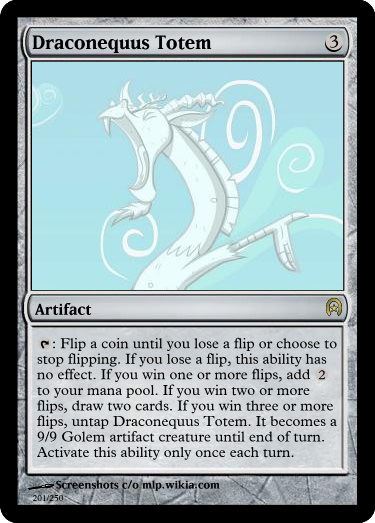 Draconequus Totem 3
Artifact
: Flip a coin until you lose a flip or choose to
stop flipping. If you lose a flip, this ability has
no effect. If you win one or more flips, add 2
to your mana pool. If you win two or more
flips, draw two cards. If you win three or more
flips, untap Draconequus Totem. It becomes a
9/9 Golem artifact creature until end of turn.
Activate this ability only once each turn.
Screenshots c/o mlp.wikia.com
201/250